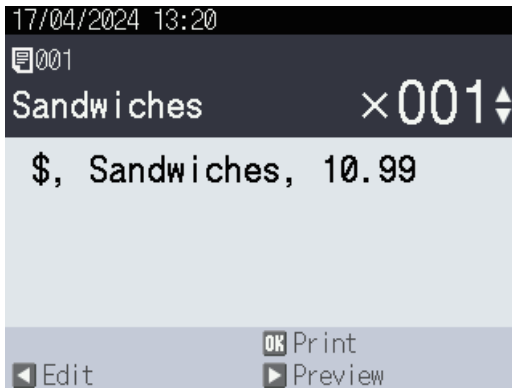 17/04/2024 13:20
001
Sandwiches ×001
$, Sandwiches, 10.99
OK Print
Edit Preview